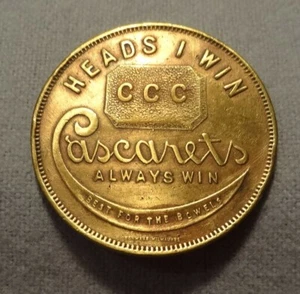 HEADS I WIN
CCC
Cascarets
ALWAYS WIN
BEST FOR THE BOWELS